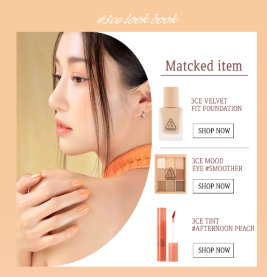 #3ce look book
Matcked item
3CE VELVET
FIT FOUNDATION
SHOP NOW
3CE MOOD
EYE #SMOOTHER
SHOP NOW
3CE TINT
#AFTERNOON PEACH
SHOP NOW